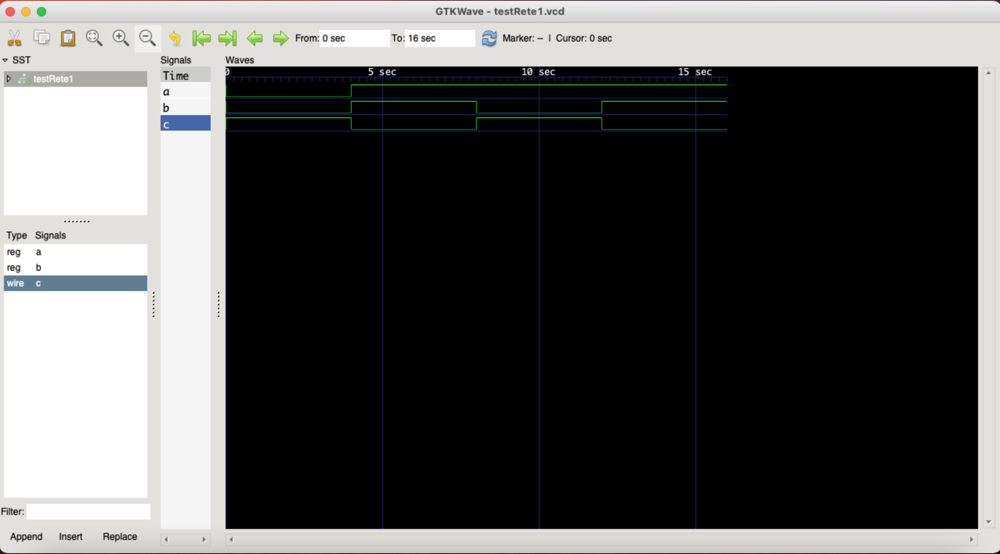 GTKWave - testRete1.vcd
From: 0 sec To: 16 sec Marker: -- | Cursor: 0 sec
SST
testRete1
Type Signals
reg a
reg b
wire c
Filter:
Append Insert Replace
Signals
Time
a
b
c
Waves
0 5 sec 10 sec 15 sec